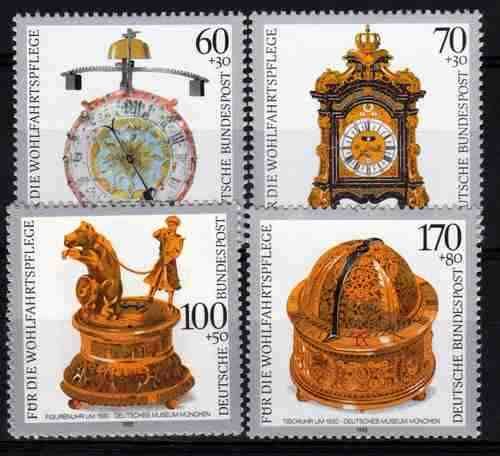 60
+30
FÜR DIE WOHLFAHRTSPFLEGE
DEUTSCHE BUNDESPOST
70
+30
FÜR DIE WOHLFAHRTSPFLEGE
DEUTSCHE BUNDESPOST
100
+50
FÜR DIE WOHLFAHRTSPFLEGE
DEUTSCHE BUNDESPOST
FIGURENUHR UM 1580 · DEUTSCHES MUSEUM MÜNCHEN
170
+80
FÜR DIE WOHLFAHRTSPFLEGE
DEUTSCHE BUNDESPOST
TISCHUHR UM 1550 · DEUTSCHES MUSEUM MÜNCHEN